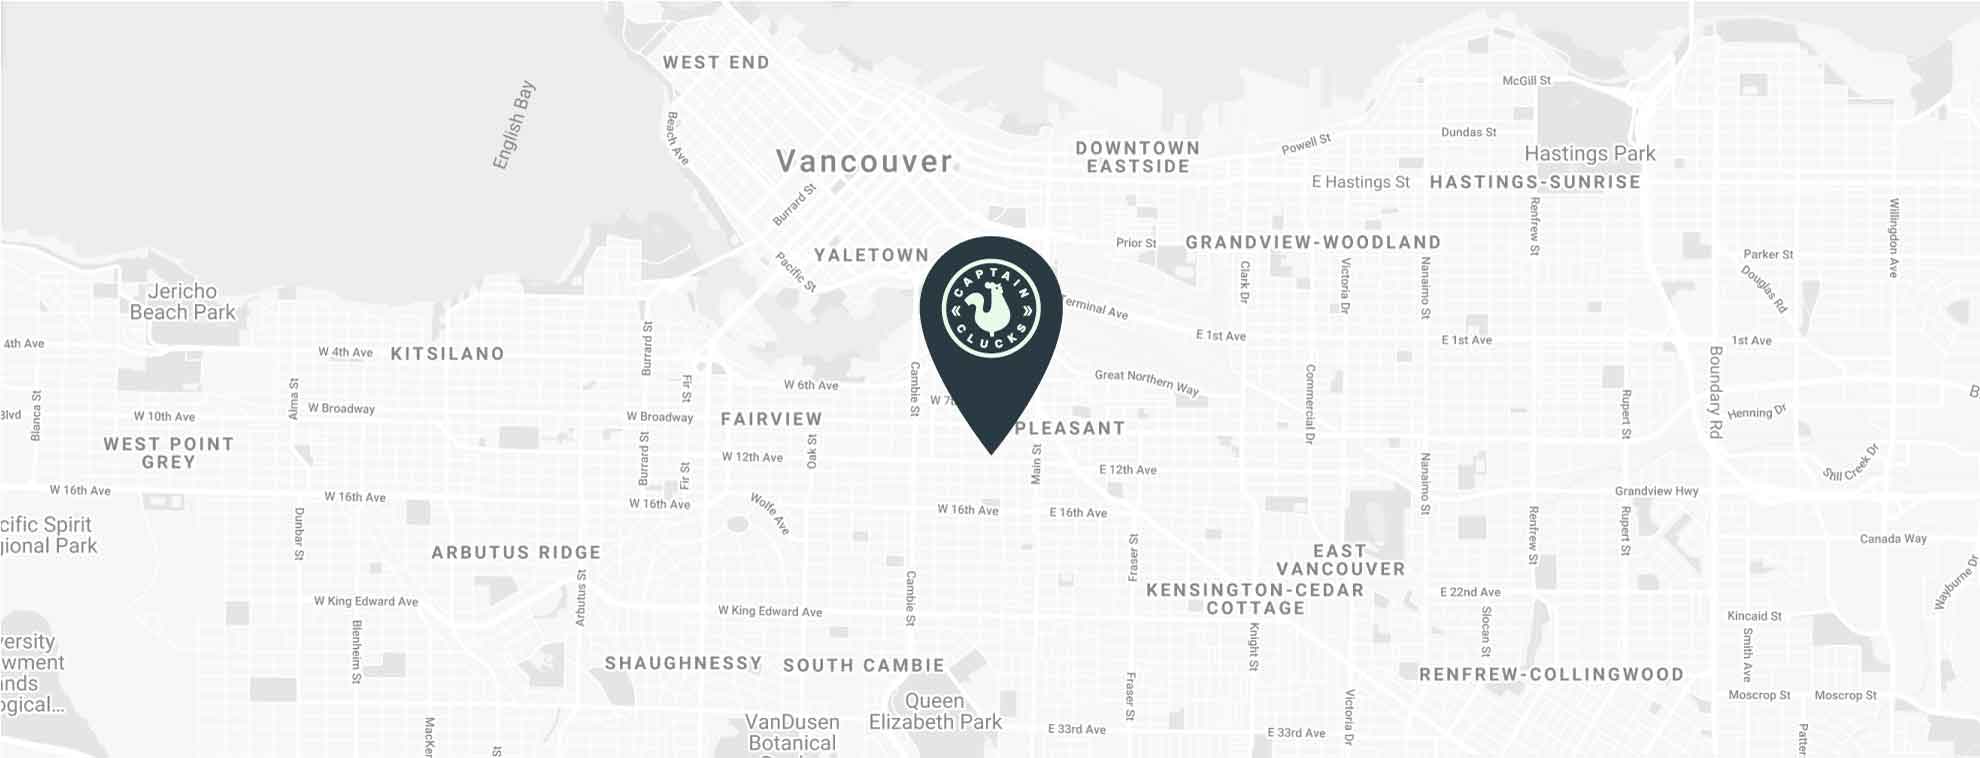 WEST END
McGill St
English Bay
Beach Ave
Dundas St
Powell St
DOWNTOWN
EASTSIDE
Vancouver
Hastings Park
E Hastings St
HASTINGS-SUNRISE
Burrard St
Renfrew St
Willingdon Ave
Prior St
GRANDVIEW-WOODLAND
YALETOWN
Parker St
Pacific St
Clark Dr
Victoria Dr
Nanaimo St
Douglas Rd
CAPTAIN
CLUCKS
Jericho
Beach Park
Terminal Ave
E 1st Ave
E 1st Ave
1st Ave
4th Ave
W 4th Ave
KITSILANO
Burrard St
Boundary Rd
W 6th Ave
Cambie St
Great Northern Way
Commercial Dr
Fir St
Alma St
Blanca St
W 7th
Rupert St
Blvd
W 10th Ave
W Broadway
W Broadway
FAIRVIEW
PLEASANT
Henning Dr
WEST POINT
GREY
Burrard St
Fir St
W 12th Ave
Oak St
Main St
E 12th Ave
Nanaimo St
Still Creek Dr
W 16th Ave
W 16th Ave
W 16th Ave
Wolfe Ave
W 16th Ave
E 16th Ave
Grandview Hwy
cific Spirit
gional Park
Dunbar St
Fraser St
Renfrew St
Rupert St
Canada Way
ARBUTUS RIDGE
EAST
VANCOUVER
Wayburne Dr
Arbutus St
Cambie St
KENSINGTON-CEDAR
COTTAGE
E 22nd Ave
W King Edward Ave
W King Edward Ave
Slocan St
Kincaid St
Blenheim St
Knight St
Smith Ave
versity
wment
ands
ogical...
SHAUGHNESSY
SOUTH CAMBIE
RENFREW-COLLINGWOOD
Fraser St
Victoria Dr
Moscrop St
Moscrop St
Queen
Elizabeth Park
VanDusen
Botanical
E 33rd Ave
E 33rd Ave
MacKen
St
Patter